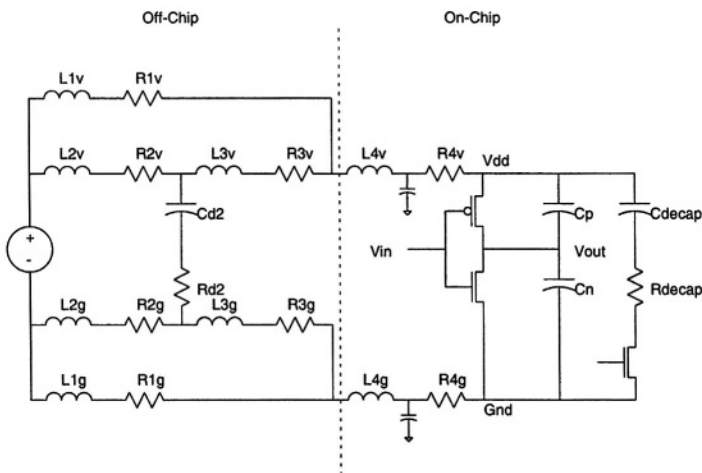 Off-Chip On-Chip
L1v R1v
L2v R2v L3v R3v L4v R4v Vdd
Cd2 Cp Cdecap
+
-
Vin Vout
Rd2 Cn Rdecap
L2g R2g L3g R3g
L1g R1g L4g R4g
Gnd